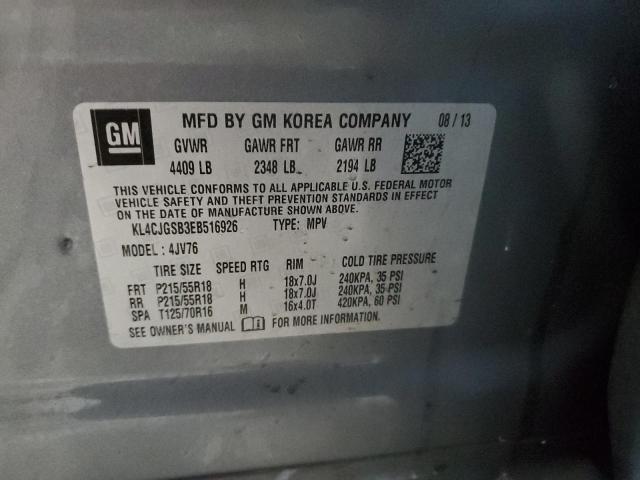 GM
MFD BY GM KOREA COMPANY 08 / 13
GVWR GAWR FRT GAWR RR
4409 LB 2348 LB 2194 LB
THIS VEHICLE CONFORMS TO ALL APPLICABLE U.S. FEDERAL MOTOR
VEHICLE SAFETY AND THEFT PREVENTION STANDARDS IN EFFECT ON
THE DATE OF MANUFACTURE SHOWN ABOVE.
KL4CJGSB3EB516926 TYPE: MPV
MODEL : 4JV76
TIRE SIZE SPEED RTG RIM COLD TIRE PRESSURE
FRT P215/55R18 H 18x7.0J 240KPA, 35 PSI
RR P215/55R18 H 18x7.0J 240KPA, 35 PSI
SPA T125/70R16 M 16x4.0T 420KPA, 60 PSI
SEE OWNER'S MANUAL FOR MORE INFORMATION.